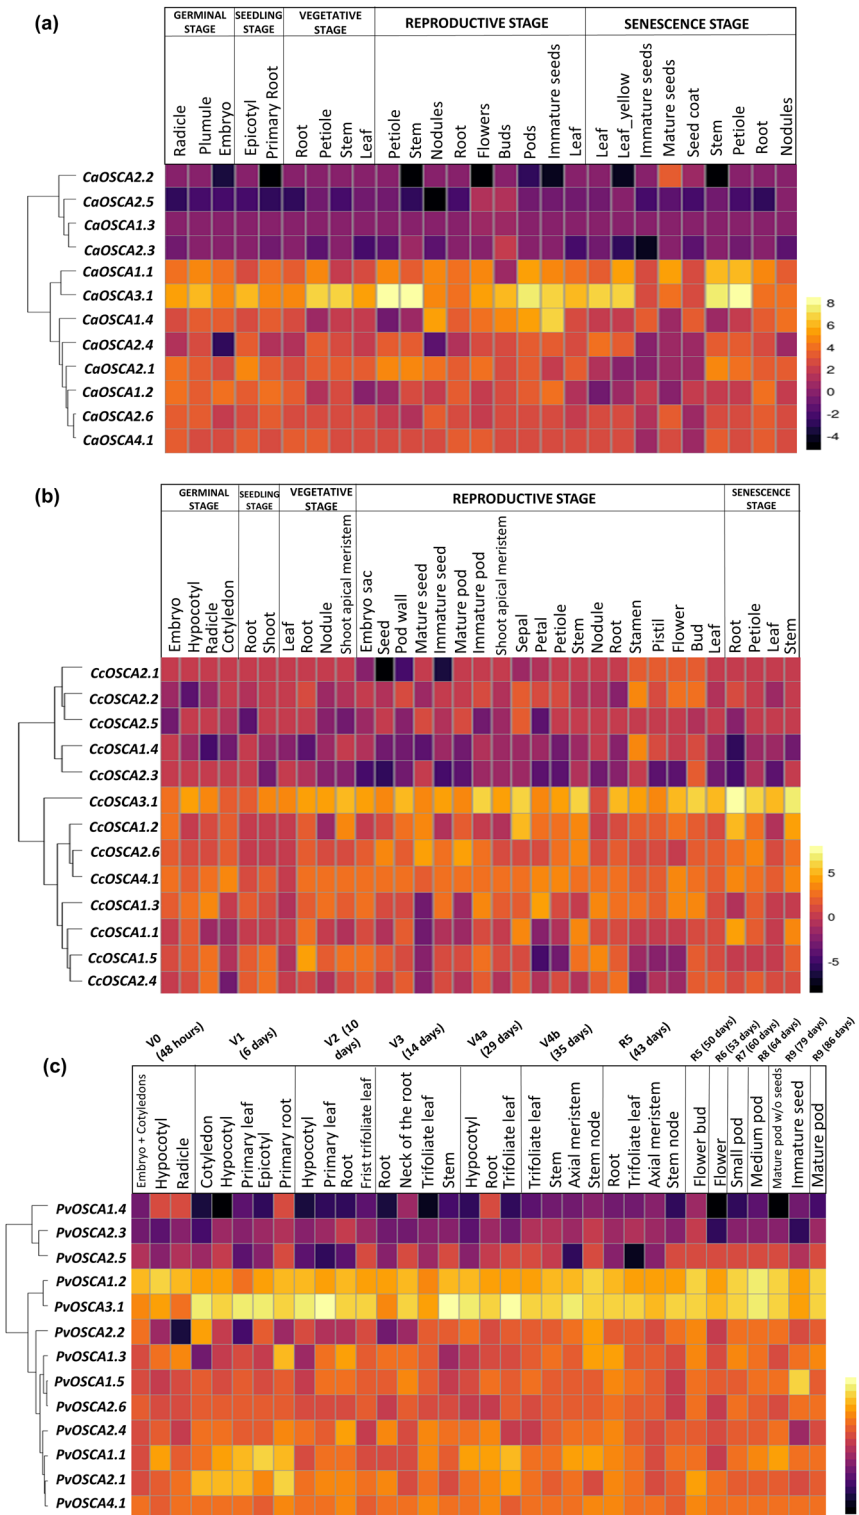 (a)
GERMINAL STAGE
SEEDLING STAGE
VEGETATIVE STAGE
REPRODUCTIVE STAGE
SENESCENCE STAGE
Radicle
Plumule
Embryo
Epicotyl
Primary Root
Root
Petiole
Stem
Leaf
Petiole
Stem
Nodules
Root
Flowers
Buds
Pods
Immature seeds
Leaf
Leaf
Leaf_yellow
Immature seeds
Mature seeds
Seed coat
Stem
Petiole
Root
Nodules
CaOSCA2.2
CaOSCA2.5
CaOSCA1.3
CaOSCA2.3
CaOSCA1.1
CaOSCA3.1
CaOSCA1.4
CaOSCA2.4
CaOSCA2.1
CaOSCA1.2
CaOSCA2.6
CaOSCA4.1
8
6
4
2
0
-2
-4
(b)
GERMINAL STAGE
SEEDLING STAGE
VEGETATIVE STAGE
REPRODUCTIVE STAGE
SENESCENCE STAGE
Embryo
Hypocotyl
Radicle
Cotyledon
Root
Shoot
Leaf
Root
Nodule
Shoot apical meristem
Embryo sac
Seed
Pod wall
Mature seed
Immature seed
Mature pod
Immature pod
Shoot apical meristem
Sepal
Petal
Petiole
Stem
Nodule
Root
Stamen
Pistil
Flower
Bud
Leaf
Root
Petiole
Leaf
Stem
CcOSCA2.1
CcOSCA2.2
CcOSCA2.5
CcOSCA1.4
CcOSCA2.3
CcOSCA3.1
CcOSCA1.2
CcOSCA2.6
CcOSCA4.1
CcOSCA1.3
CcOSCA1.1
CcOSCA1.5
CcOSCA2.4
5
0
-5
(c)
V0 (48 hours)
V1 (6 days)
V2 (10 days)
V3 (14 days)
V4a (29 days)
V4b (35 days)
R5 (43 days)
R5 (50 days)
R6 (53 days)
R7 (60 days)
R8 (64 days)
R9 (79 days)
R9 (86 days)
Embryo + Cotyledons
Hypocotyl
Radicle
Cotyledon
Hypocotyl
Primary leaf
Epicotyl
Primary root
Hypocotyl
Primary leaf
Root
Frist trifoliate leaf
Root
Neck of the root
Trifoliate leaf
Stem
Hypocotyl
Root
Trifoliate leaf
Trifoliate leaf
Stem
Axial meristem
Stem node
Root
Trifoliate leaf
Axial meristem
Stem node
Flower bud
Flower
Small pod
Medium pod
Mature pod w/o seeds
Immature seed
Mature pod
PvOSCA1.4
PvOSCA2.3
PvOSCA2.5
PvOSCA1.2
PvOSCA3.1
PvOSCA2.2
PvOSCA1.3
PvOSCA1.5
PvOSCA2.6
PvOSCA2.4
PvOSCA1.1
PvOSCA2.1
PvOSCA4.1